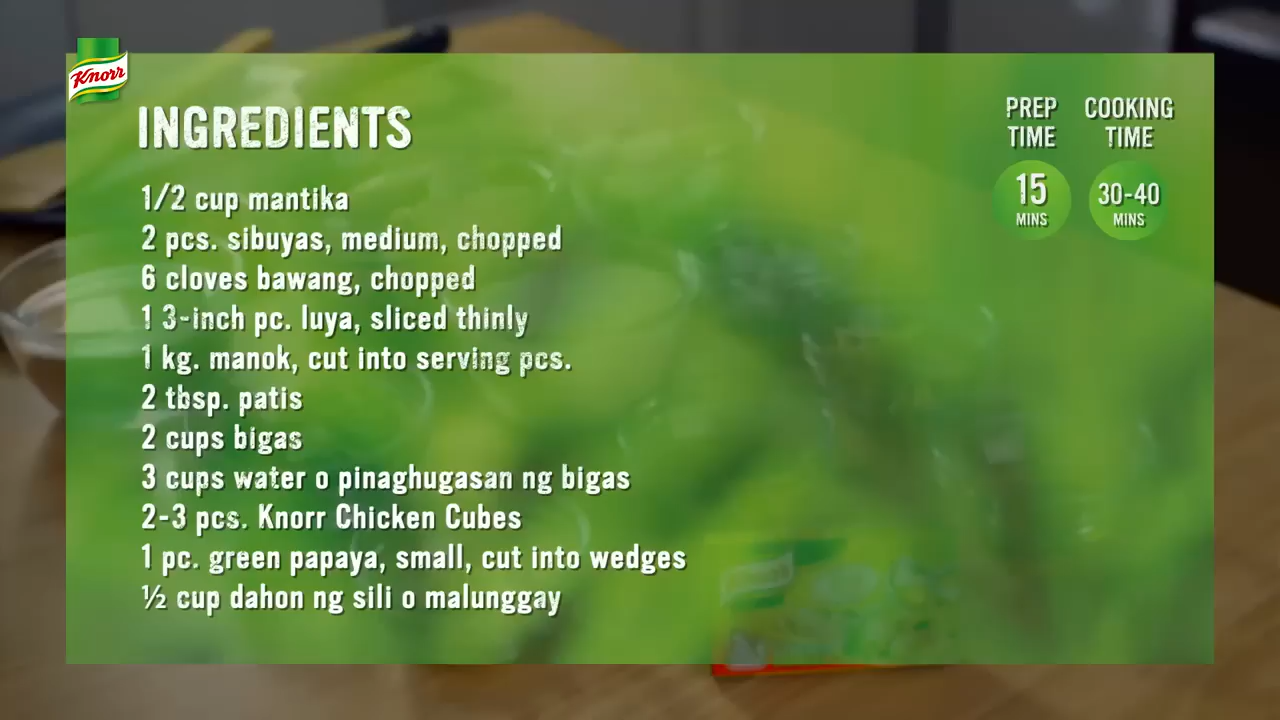 Knorr
INGREDIENTS
PREP TIME
COOKING TIME
15 MINS
30-40 MINS
1/2 cup mantika
2 pcs. sibuyas, medium, chopped
6 cloves bawang, chopped
1 3-inch pc. luya, sliced thinly
1 kg. manok, cut into serving pcs.
2 tbsp. patis
2 cups bigas
3 cups water o pinaghugasan ng bigas
2-3 pcs. Knorr Chicken Cubes
1 pc. green papaya, small, cut into wedges
½ cup dahon ng sili o malunggay